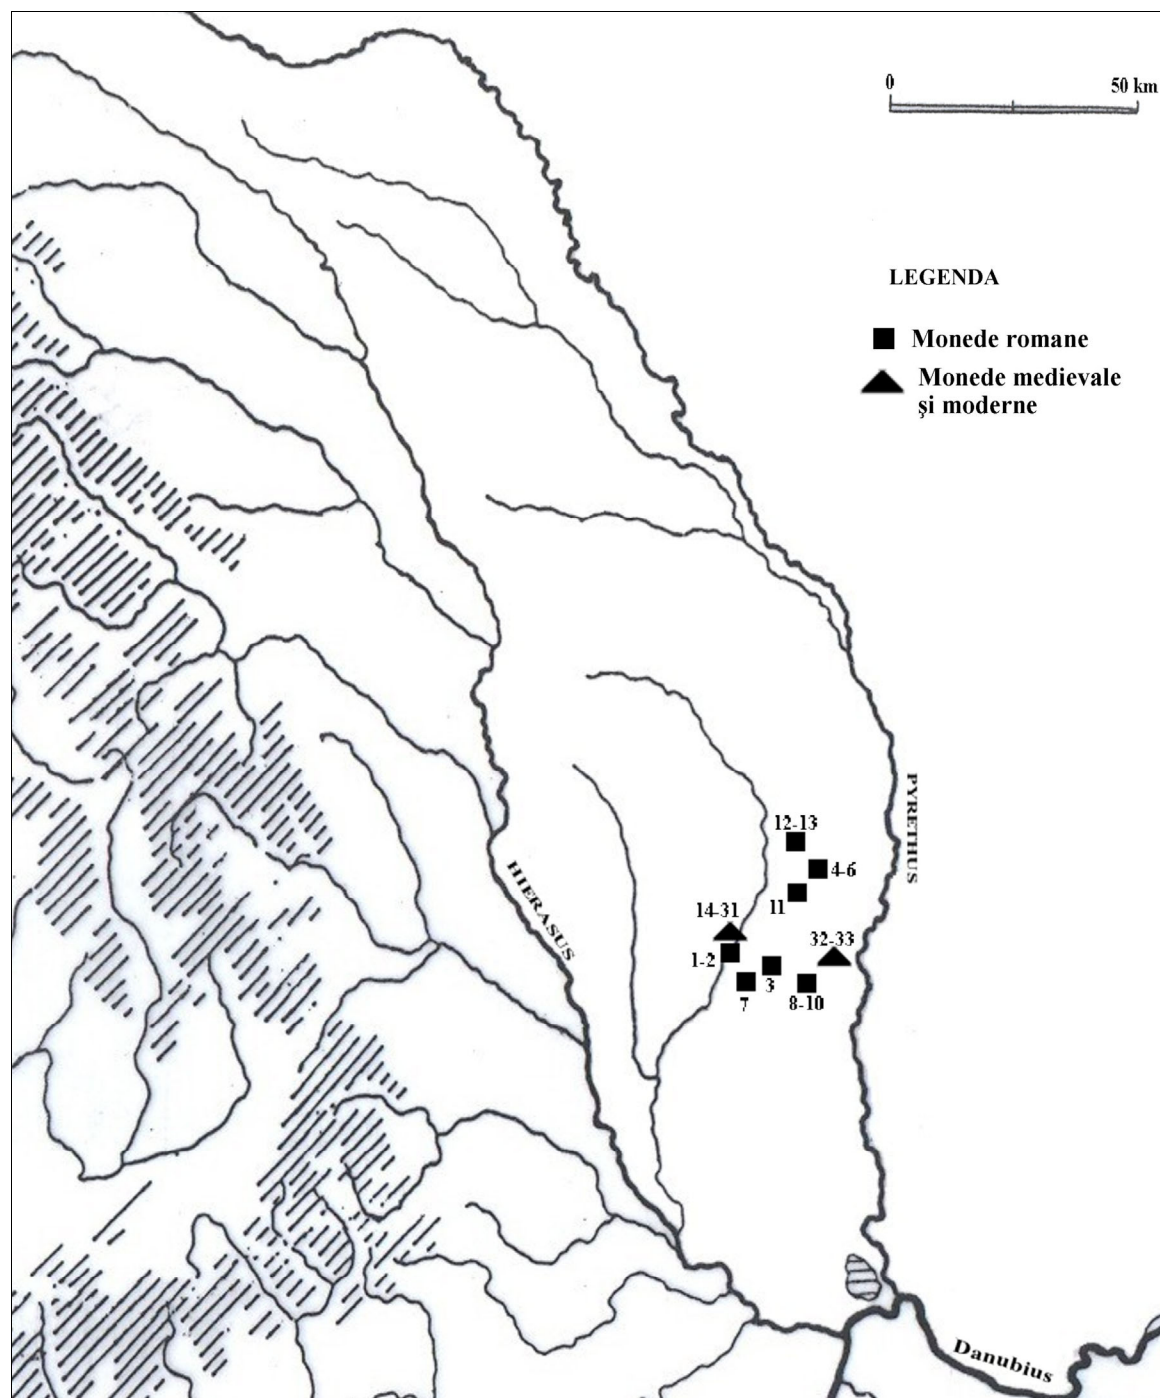 0 50 km
LEGENDA
Monede romane
Monede medievale
şi moderne
PYRETHUS
12-13
4-6
HIERASUS
11
14-31
32-33
1-2
3
7
8-10
Danubius